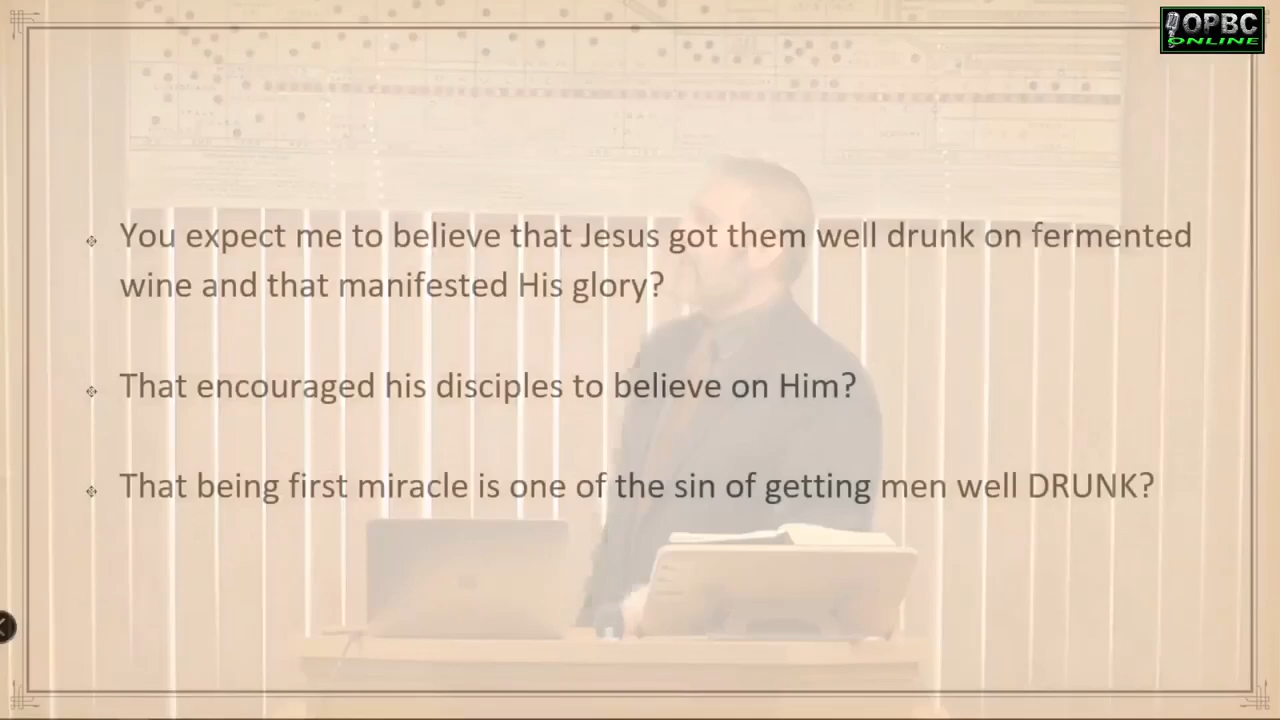 OPBC
ONLINE
You expect me to believe that Jesus got them well drunk on fermented
wine and that manifested His glory?
That encouraged his disciples to believe on Him?
That being first miracle is one of the sin of getting men well DRUNK?